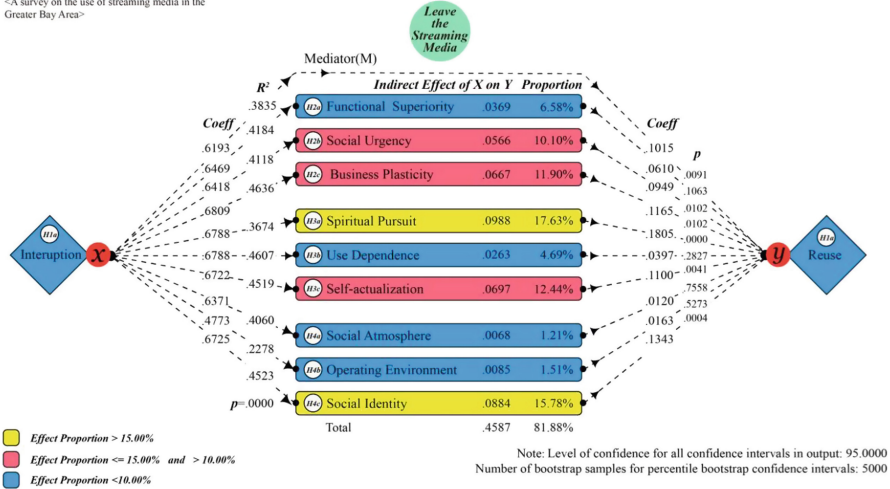 <A survey on the use of streaming media in the
Greater Bay Area>
Leave
the
Streaming
Media
Mediator(M)
R²
Indirect Effect of X on Y Proportion
.3835
H2a Functional Superiority .0369 6.58%
Coeff
.4184
Coeff
.6193
H2b Social Urgency .0566 10.10%
.1015
.6469
.4118
.0610
p
.6418
.4636
H2c Business Plasticity .0667 11.90%
.0949
.0091
.6809
.1165
.1063
.6788
.3674
H3a Spiritual Pursuit .0988 17.63%
.1805
.0102
.0102
.0000
H1a
Interuption
x
.6788
.4607
H3b Use Dependence .0263 4.69%
.0397
.2827
y
H1a
Reuse
.6722
.4519
H3c Self-actualization .0697 12.44%
.1100
.0041
.6371
.0120
.7558
.4773
.4060
H4a Social Atmosphere .0068 1.21%
.0163
.5273
.6725
.2278
.1343
.0004
H4b Operating Environment .0085 1.51%
.4523
p=.0000
H4c Social Identity .0884 15.78%
Total .4587 81.88%
Effect Proportion > 15.00%
Effect Proportion <= 15.00% and > 10.00%
Effect Proportion <10.00%
Note: Level of confidence for all confidence intervals in output: 95.0000
Number of bootstrap samples for percentile bootstrap confidence intervals: 5000